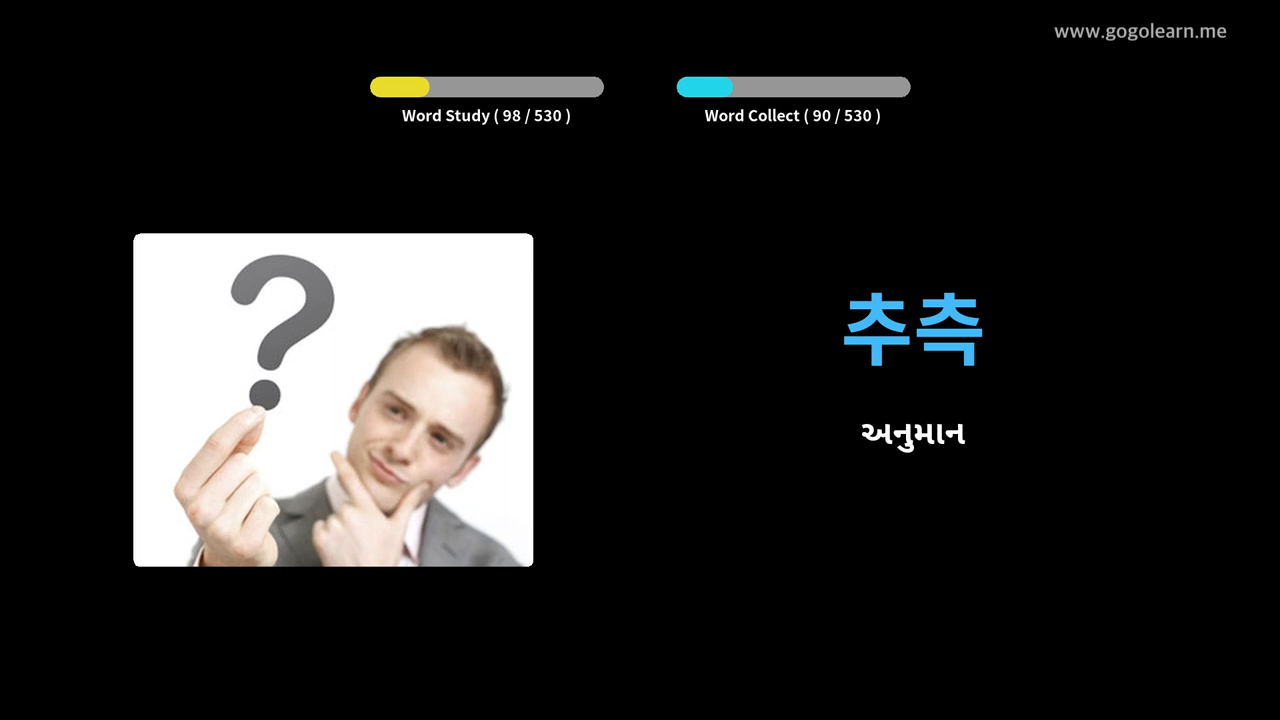 www.gogolearn.me
Word Study ( 98 / 530 )
Word Collect ( 90 / 530 )
?
추측
અનુમાન